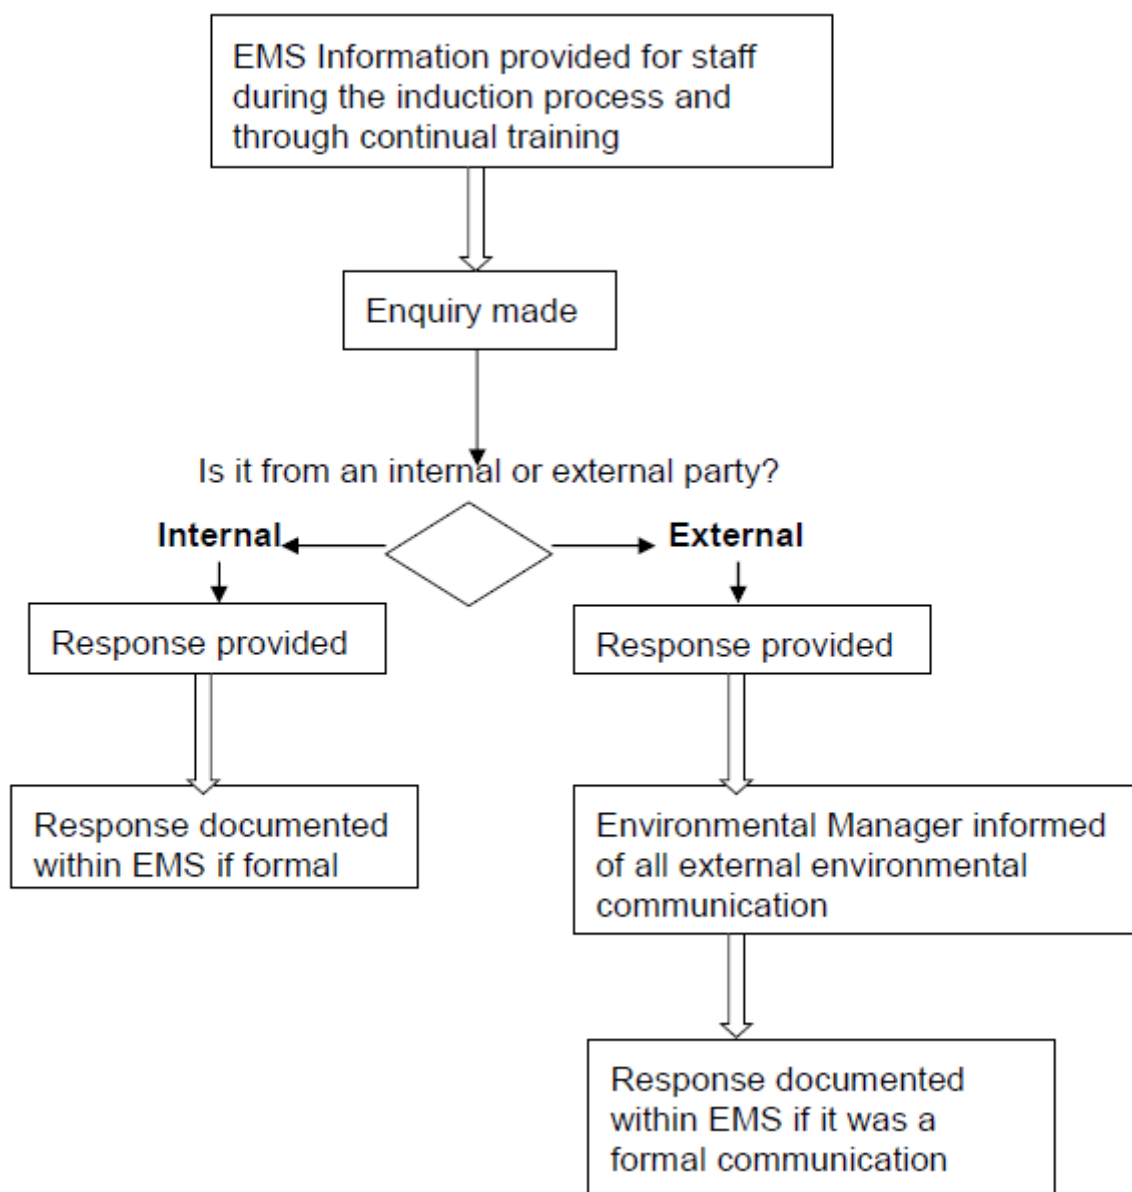 EMS Information provided for staff
during the induction process and
through continual training
Enquiry made
Is it from an internal or external party?
Internal
External
Response provided
Response provided
Response documented
within EMS if formal
Environmental Manager informed
of all external environmental
communication
Response documented
within EMS if it was a
formal communication